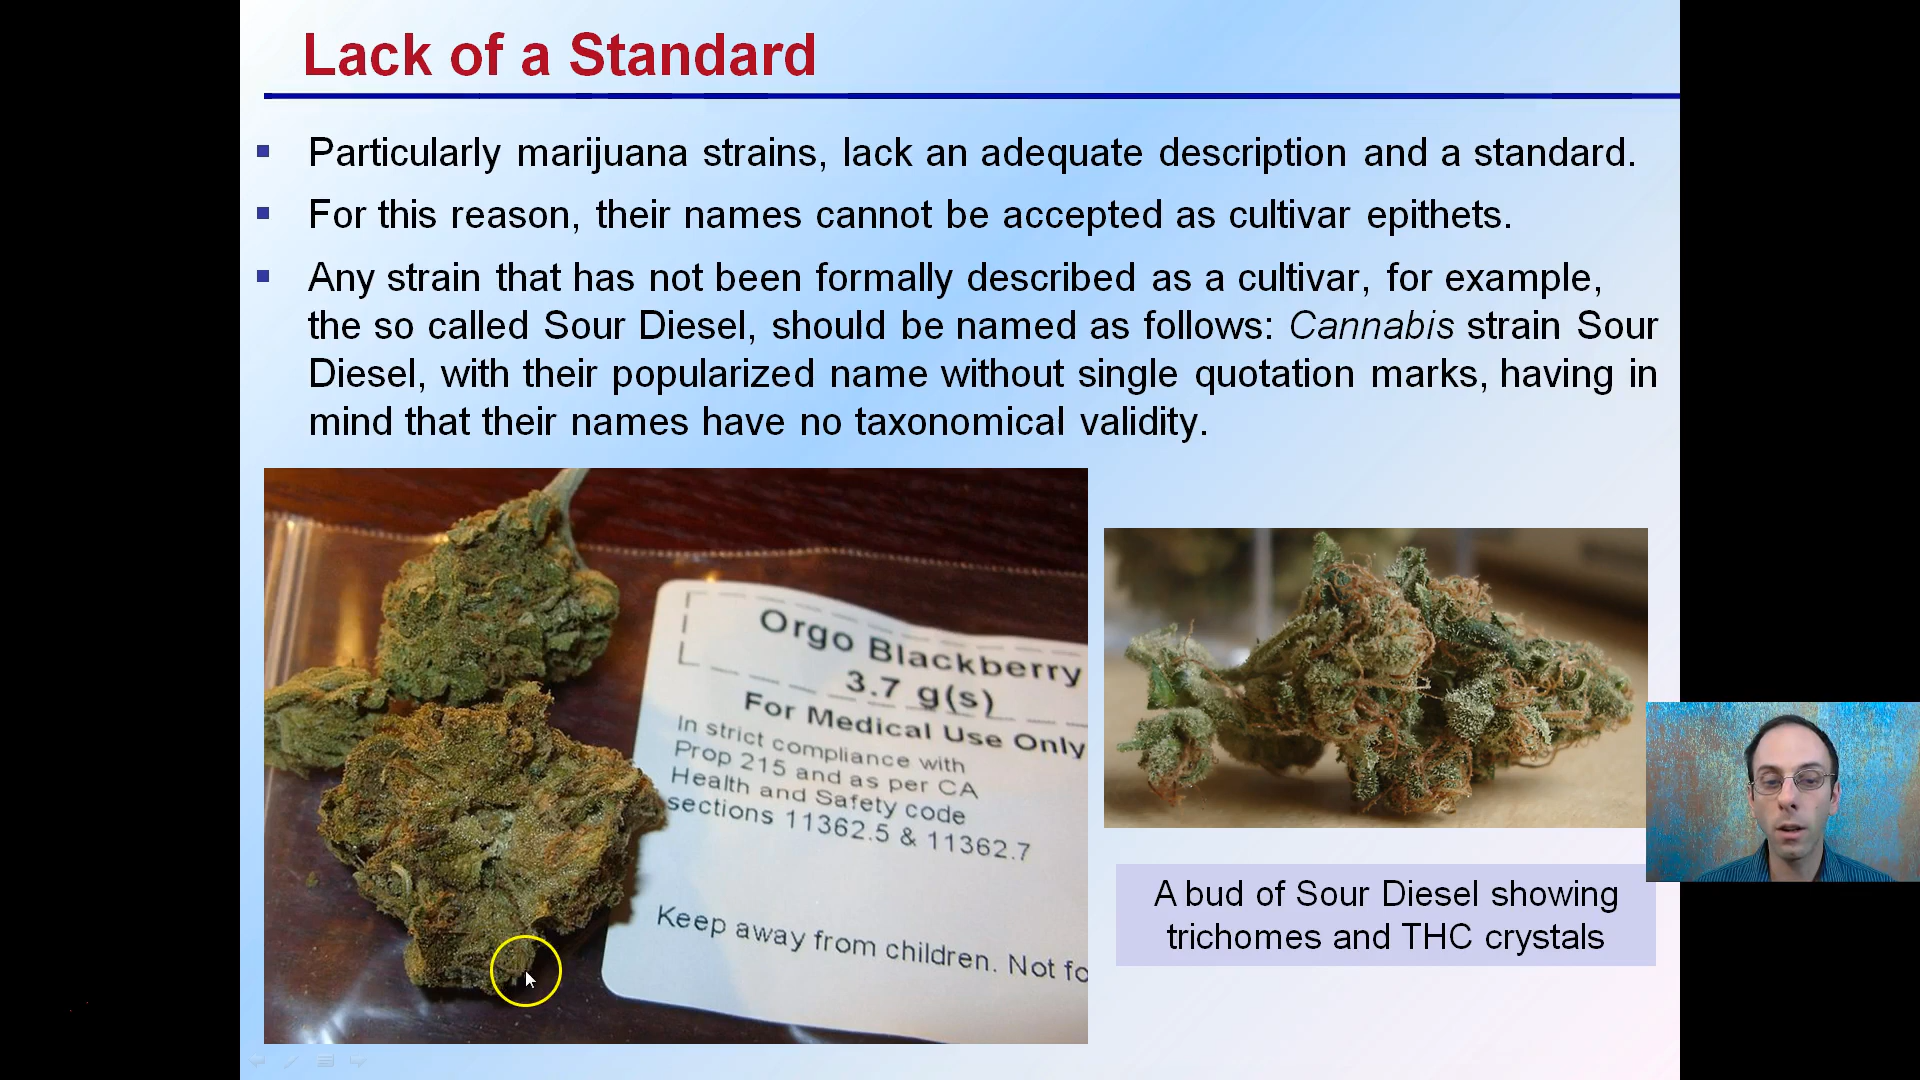 Lack of a Standard
Particularly marijuana strains, lack an adequate description and a standard.
For this reason, their names cannot be accepted as cultivar epithets.
Any strain that has not been formally described as a cultivar, for example,
the so called Sour Diesel, should be named as follows: Cannabis strain Sour
Diesel, with their popularized name without single quotation marks, having in
mind that their names have no taxonomical validity.
Orgo Blackberry
3.7 g(s)
For Medical Use Only
In strict compliance with
Prop 215 and as per CA
Health and Safety code
sections 11362.5 & 11362.7
Keep away from children. Not fo
A bud of Sour Diesel showing
trichomes and THC crystals